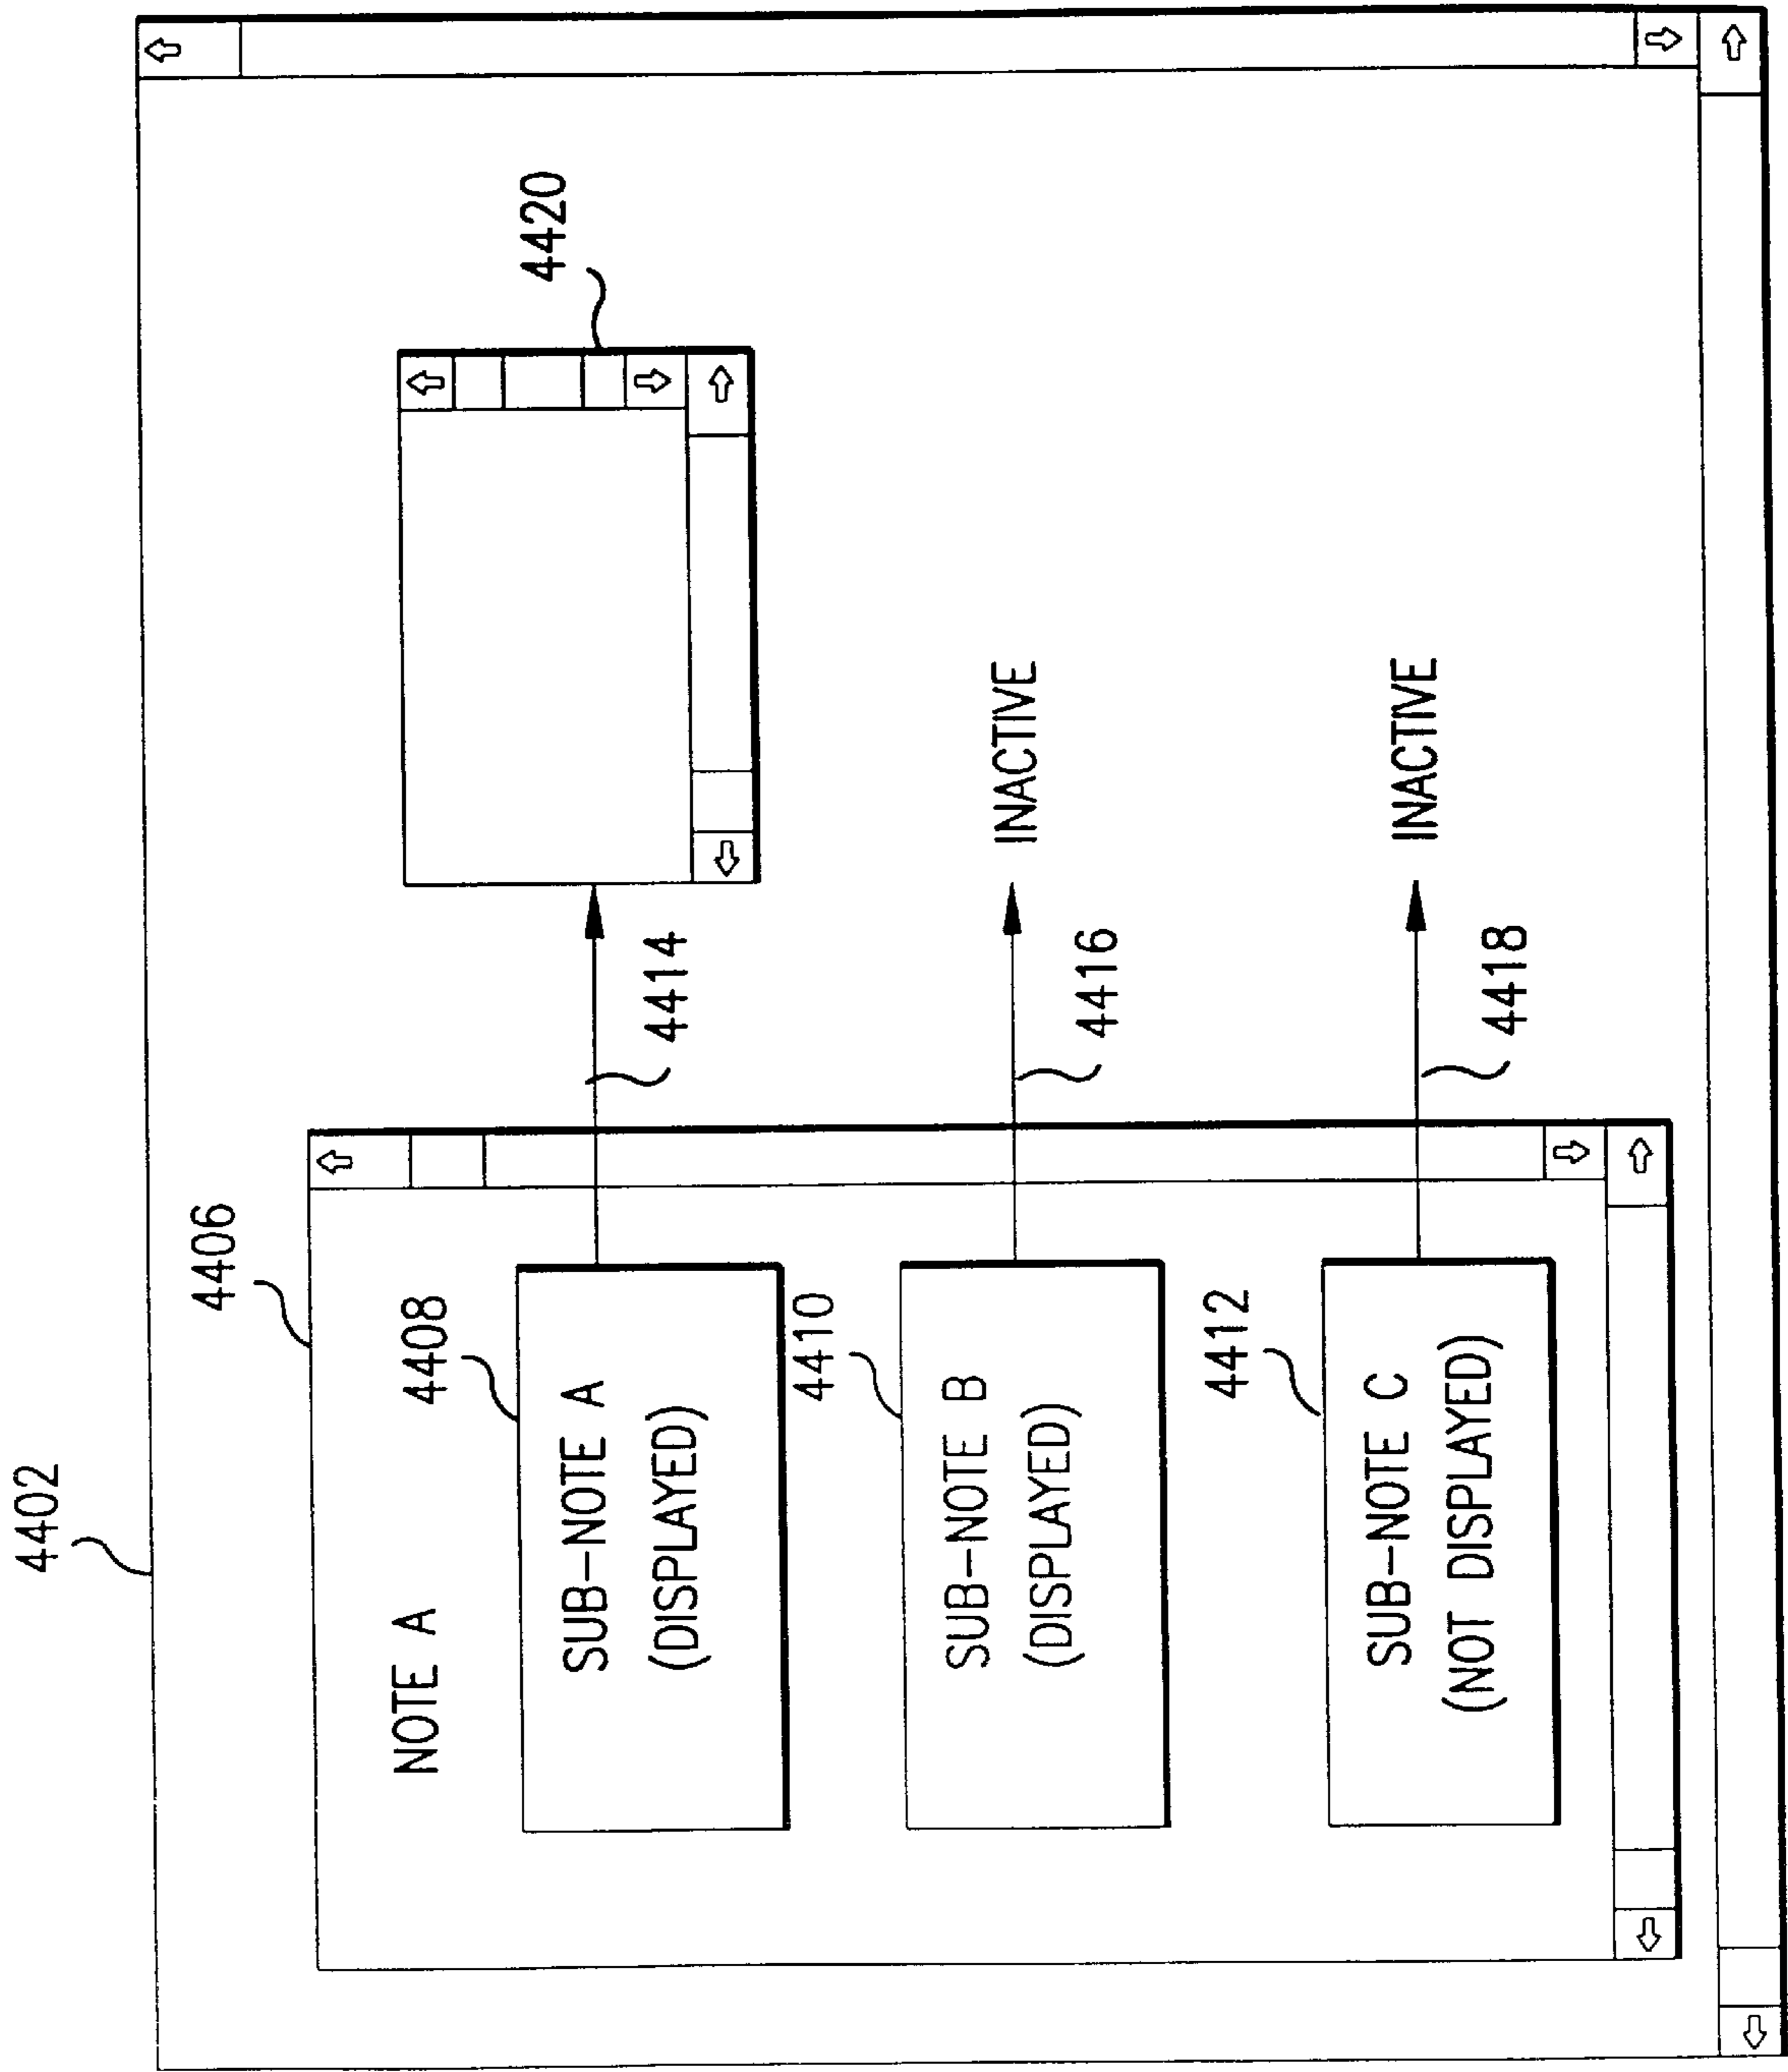 4402
4406
NOTE A
4408
SUB-NOTE A
(DISPLAYED)
4414
4420
4410
SUB-NOTE B
(DISPLAYED)
4416
INACTIVE
4412
SUB-NOTE C
(NOT DISPLAYED)
4418
INACTIVE